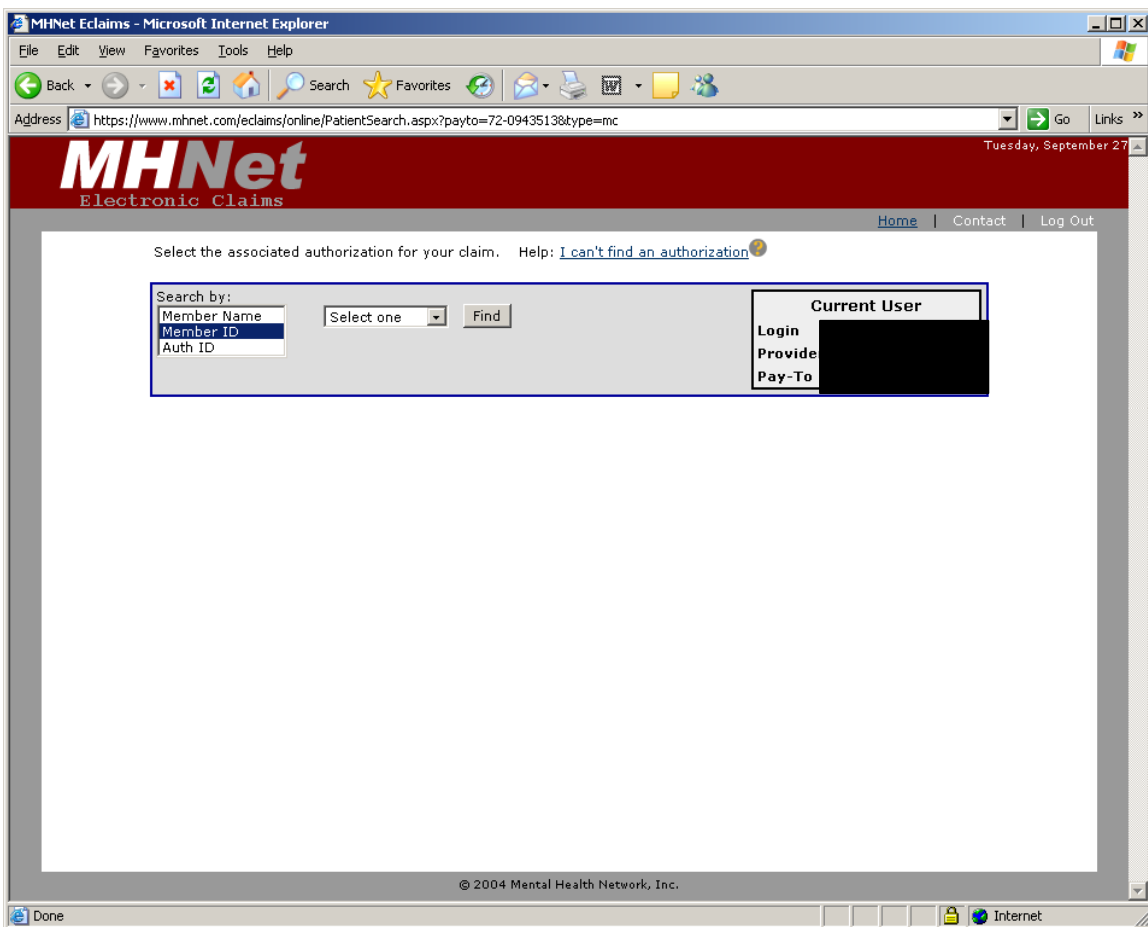 MHNet Eclaims - Microsoft Internet Explorer
File Edit View Favorites Tools Help
Back Search Favorites
Address https://www.mhnet.com/eclaims/online/PatientSearch.aspx?payto=72-0943513&type=mc Go Links »
Tuesday, September 27
MHNet
Electronic Claims
Home | Contact | Log Out
Select the associated authorization for your claim. Help: I can't find an authorization ?
Search by:
Member Name
Member ID
Auth ID
Select one Find
Current User
Login
Provide
Pay-To
© 2004 Mental Health Network, Inc.
Done Internet